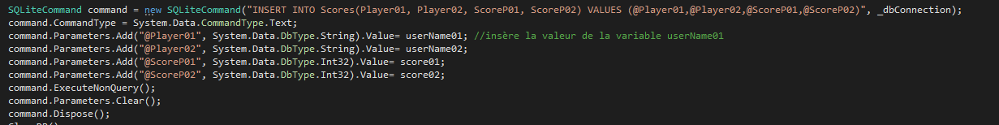 SQLiteCommand command = new SQLiteCommand("INSERT INTO Scores(Player01, Player02, ScoreP01, ScoreP02) VALUES (@Player01,@Player02,@ScoreP01,@ScoreP02)", _dbConnection);
command.CommandType = System.Data.CommandType.Text;
command.Parameters.Add("@Player01", System.Data.DbType.String).Value= userName01; //insère la valeur de la variable userName01
command.Parameters.Add("@Player02", System.Data.DbType.String).Value= userName02;
command.Parameters.Add("@ScoreP01", System.Data.DbType.Int32).Value= score01;
command.Parameters.Add("@ScoreP02", System.Data.DbType.Int32).Value= score02;
command.ExecuteNonQuery();
command.Parameters.Clear();
command.Dispose();